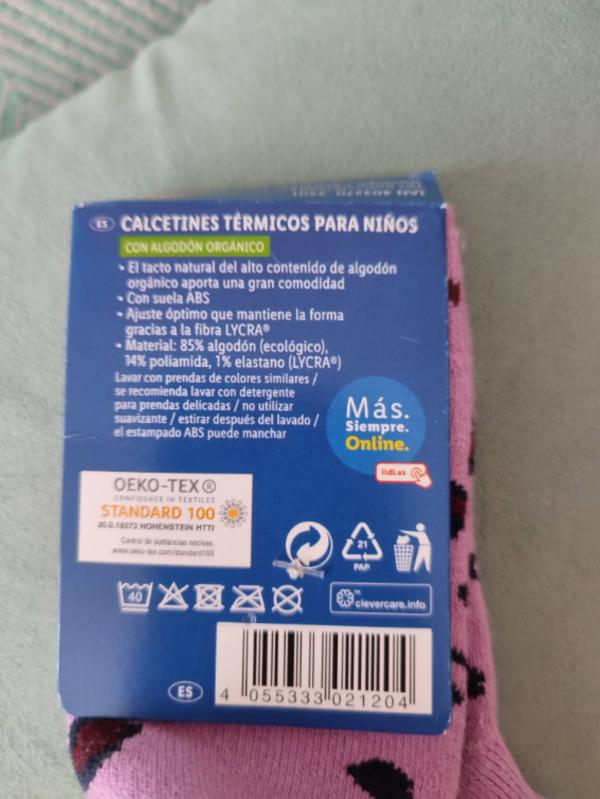 ES CALCETINES TÉRMICOS PARA NIÑOS
CON ALGODÓN ORGÁNICO
• El tacto natural del alto contenido de algodón
orgánico aporta una gran comodidad
• Con suela ABS
• Ajuste óptimo que mantiene la forma
gracias a la fibra LYCRA®
• Material: 85% algodón (ecológico),
14% poliamida, 1% elastano (LYCRA®)
Lavar con prendas de colores similares /
se recomienda lavar con detergente
para prendas delicadas / no utilizar
suavizante / estirar después del lavado /
el estampado ABS puede manchar
Más.
Siempre.
Online.
lidl.es
OEKO-TEX®
CONFIDENCE IN TEXTILES
STANDARD 100
20.0.19273 HOHENSTEIN HTTI
Control de sustancias nocivas.
www.oeko-tex.com/standard100
21
PAP
40
™
clevercare.info
ES
4 055333 021204